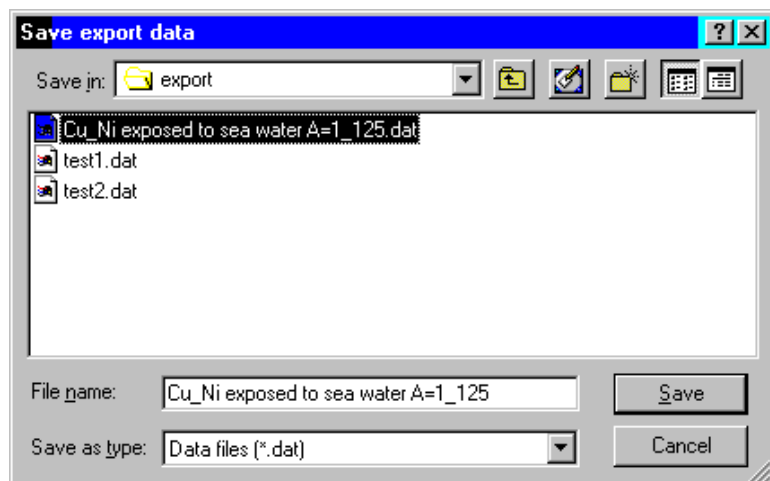 Save export data
Save in: export
Cu_Ni exposed to sea water A=1_125.dat
test1.dat
test2.dat
File name: Cu_Ni exposed to sea water A=1_125 Save
Save as type: Data files (*.dat) Cancel